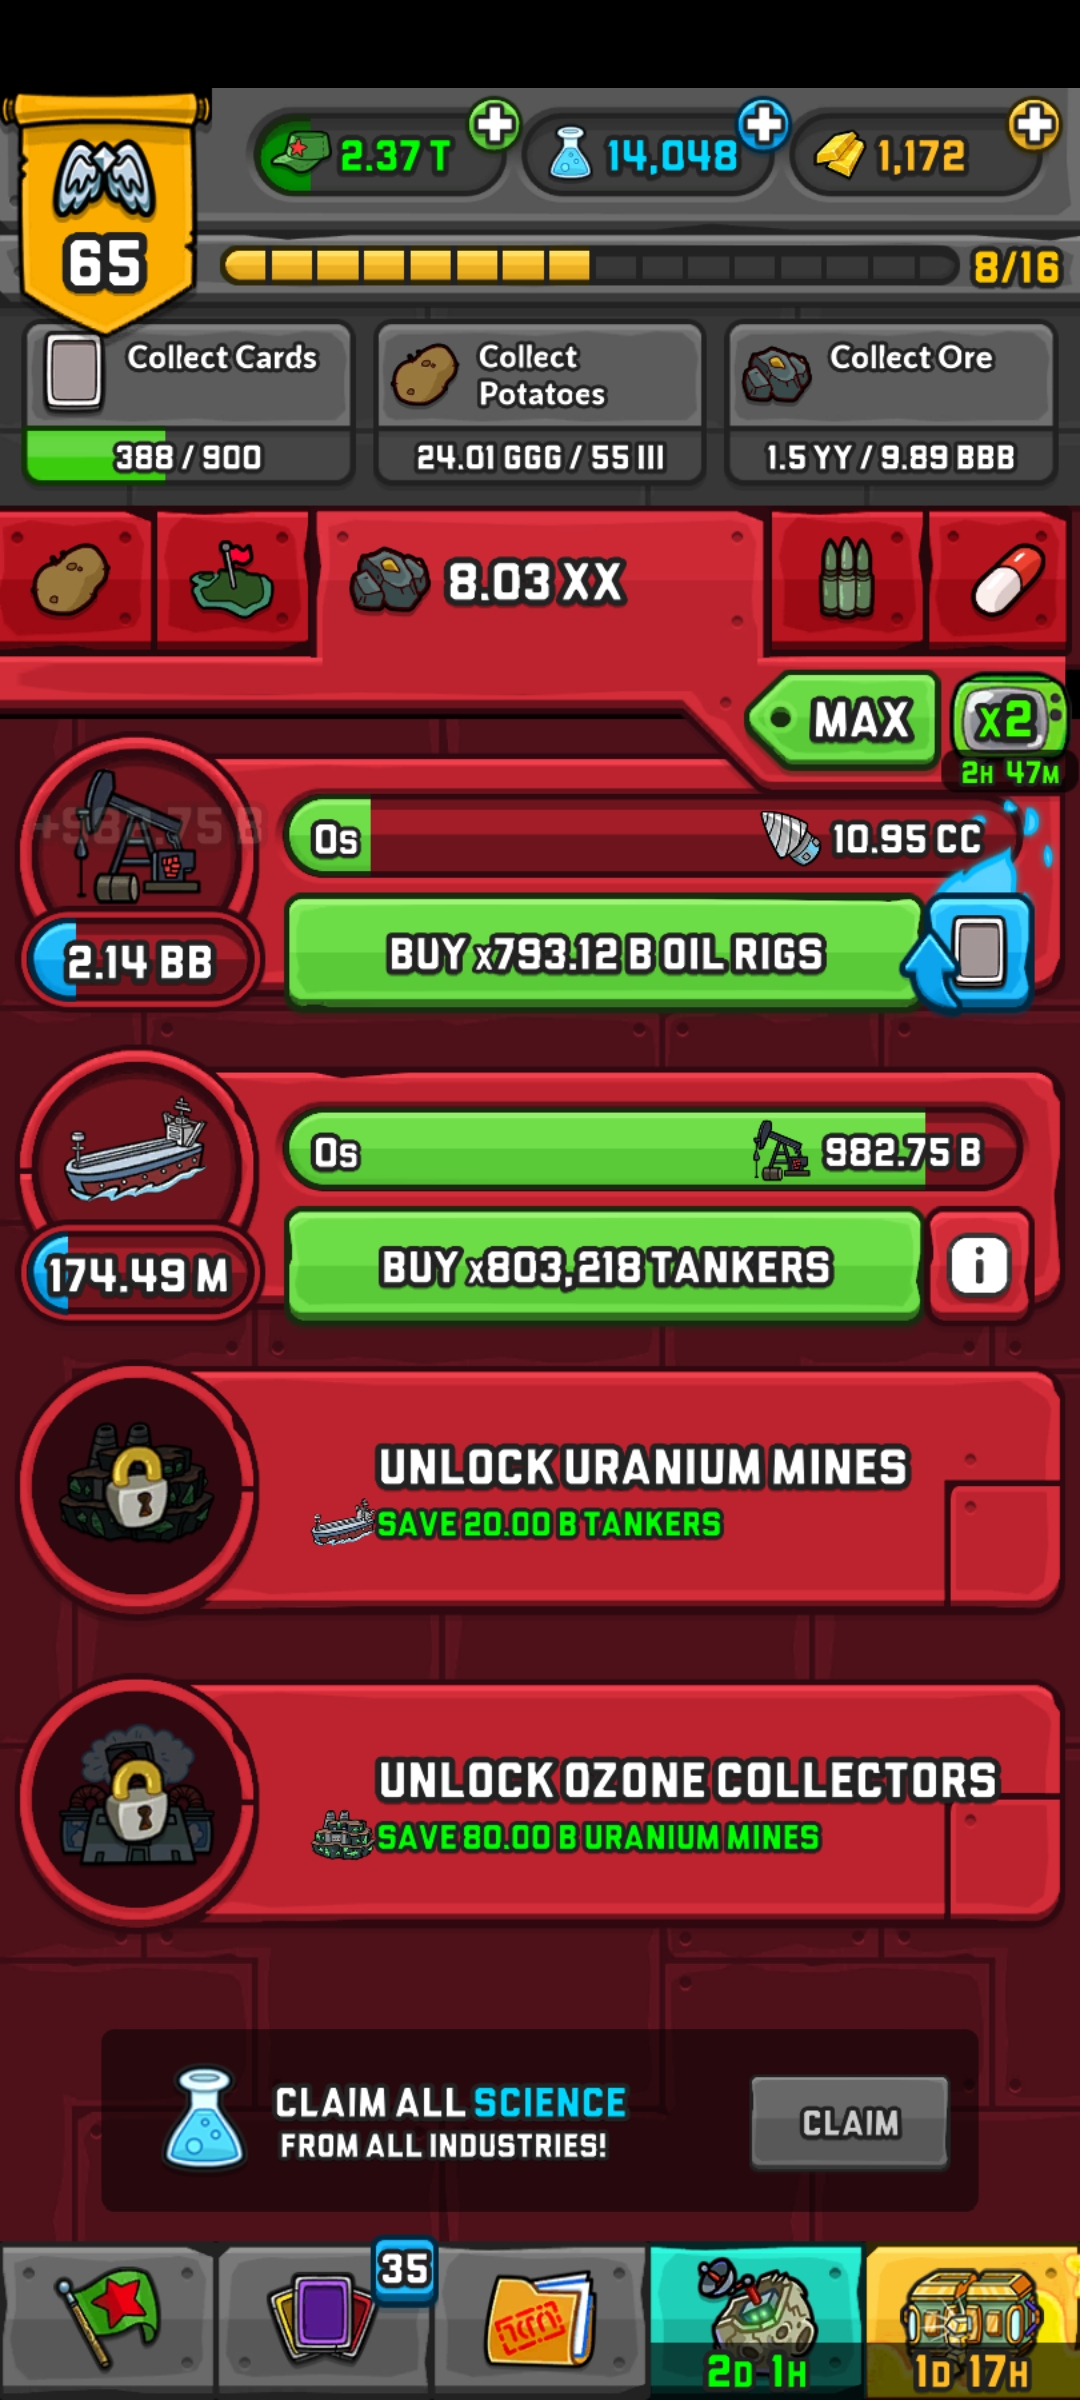 2.37 T
14,048
1,172
65
8/16
Collect Cards
388 / 900
Collect
Potatoes
24.01 GGG / 55 III
Collect Ore
1.5 YY / 9.89 BBB
8.03 XX
MAX
x2
2H 47M
+982.75 B
0s
10.95 CC
2.14 BB
BUY x793.12 B OIL RIGS
0s
982.75 B
174.49 M
BUY x803,218 TANKERS
i
UNLOCK URANIUM MINES
SAVE 20.00 B TANKERS
UNLOCK OZONE COLLECTORS
SAVE 80.00 B URANIUM MINES
CLAIM ALL SCIENCE
FROM ALL INDUSTRIES!
CLAIM
35
2D 1H
1D 17H